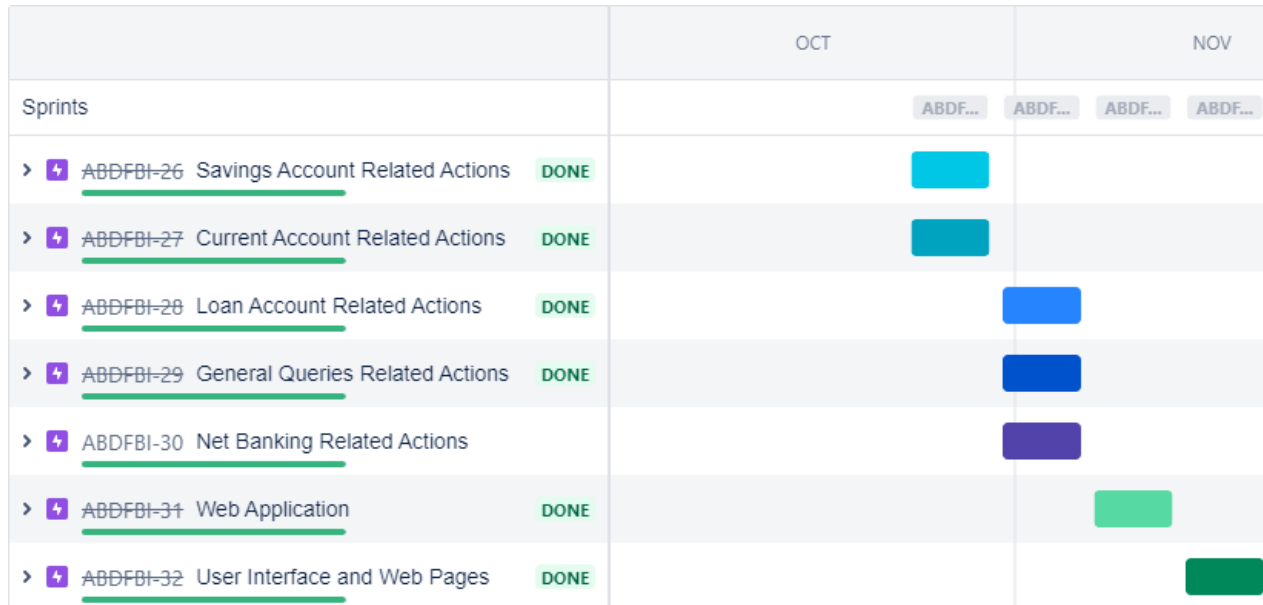 OCT NOV
Sprints ABDF... ABDF... ABDF... ABDF...
ABDFBI-26 Savings Account Related Actions DONE
ABDFBI-27 Current Account Related Actions DONE
ABDFBI-28 Loan Account Related Actions DONE
ABDFBI-29 General Queries Related Actions DONE
ABDFBI-30 Net Banking Related Actions
ABDFBI-31 Web Application DONE
ABDFBI-32 User Interface and Web Pages DONE